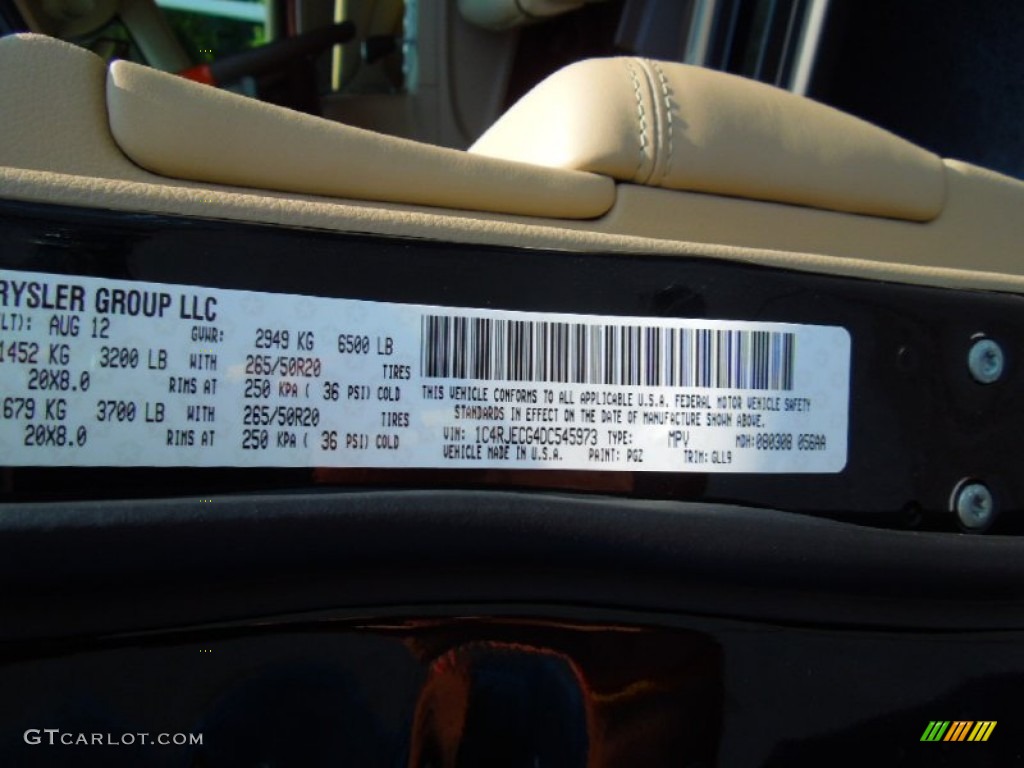 RYSLER GROUP LLC
LT): AUG 12 GVWR: 2949 KG 6500 LB
1452 KG 3200 LB WITH 265/50R20 TIRES
20X8.0 RIMS AT 250 KPA ( 36 PSI) COLD
679 KG 3700 LB WITH 265/50R20 TIRES
20X8.0 RIMS AT 250 KPA ( 36 PSI) COLD
THIS VEHICLE CONFORMS TO ALL APPLICABLE U.S.A. FEDERAL MOTOR VEHICLE SAFETY
STANDARDS IN EFFECT ON THE DATE OF MANUFACTURE SHOWN ABOVE.
VIN: 1C4RJECG4DC545973 TYPE: MPV MDH:080308 056AA
VEHICLE MADE IN U.S.A. PAINT: PGZ TRIM: GLL9
GTCARLOT.COM